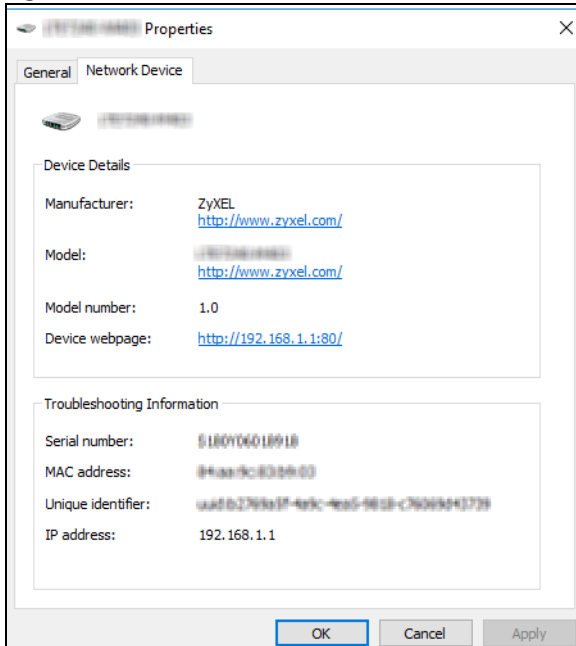 Properties
General Network Device
Device Details
Manufacturer: ZyXEL
http://www.zyxel.com/
Model:
http://www.zyxel.com/
Model number: 1.0
Device webpage: http://192.168.1.1:80/
Troubleshooting Information
Serial number:
MAC address:
Unique identifier:
IP address: 192.168.1.1
OK Cancel Apply